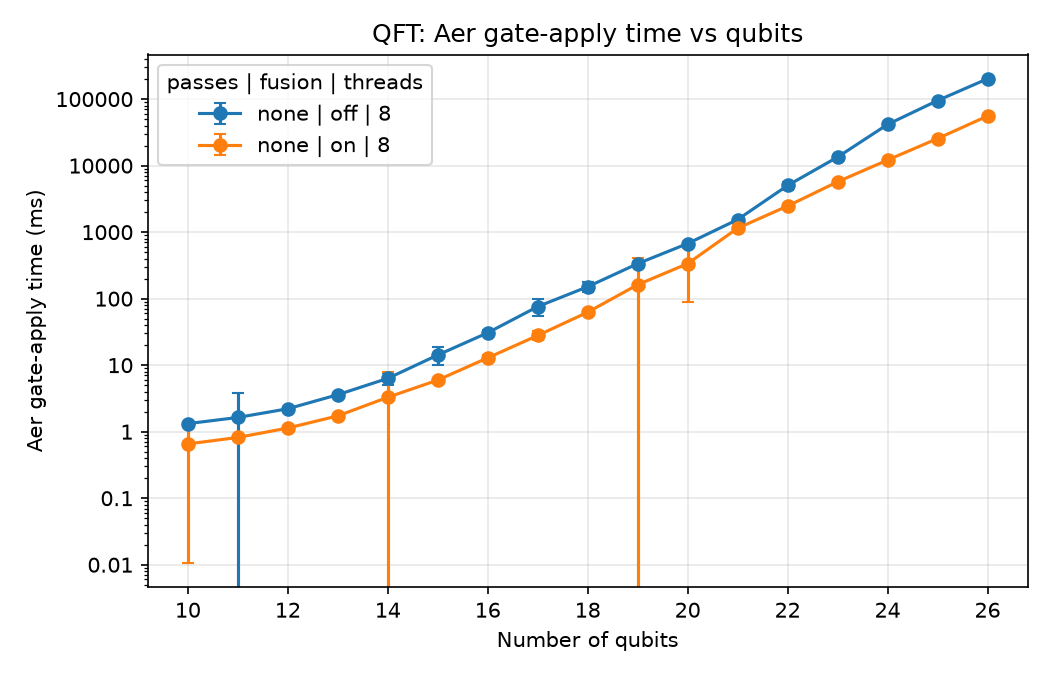 QFT: Aer gate-apply time vs qubits
passes | fusion | threads
none | off | 8
none | on | 8
Aer gate-apply time (ms)
100000
10000
1000
100
10
1
0.1
0.01
10 12 14 16 18 20 22 24 26
Number of qubits